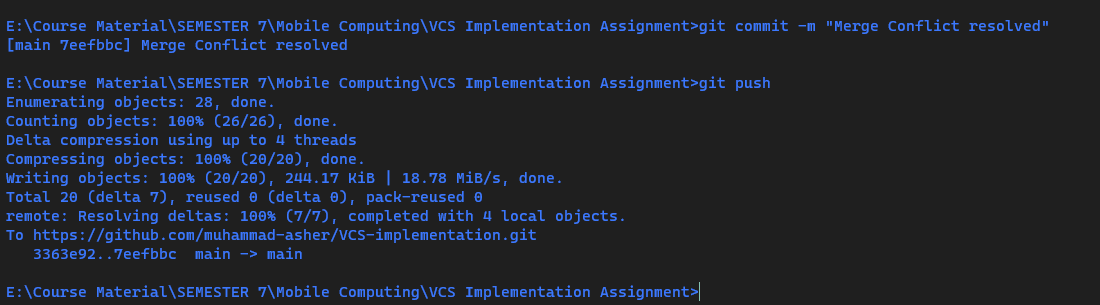 E:\Course Material\SEMESTER 7\Mobile Computing\VCS Implementation Assignment>git commit -m "Merge Conflict resolved"
[main 7eefbbc] Merge Conflict resolved
E:\Course Material\SEMESTER 7\Mobile Computing\VCS Implementation Assignment>git push
Enumerating objects: 28, done.
Counting objects: 100% (26/26), done.
Delta compression using up to 4 threads
Compressing objects: 100% (20/20), done.
Writing objects: 100% (20/20), 244.17 KiB | 18.78 MiB/s, done.
Total 20 (delta 7), reused 0 (delta 0), pack-reused 0
remote: Resolving deltas: 100% (7/7), completed with 4 local objects.
To https://github.com/muhammad-asher/VCS-implementation.git
   3363e92..7eefbbc  main -> main
E:\Course Material\SEMESTER 7\Mobile Computing\VCS Implementation Assignment>